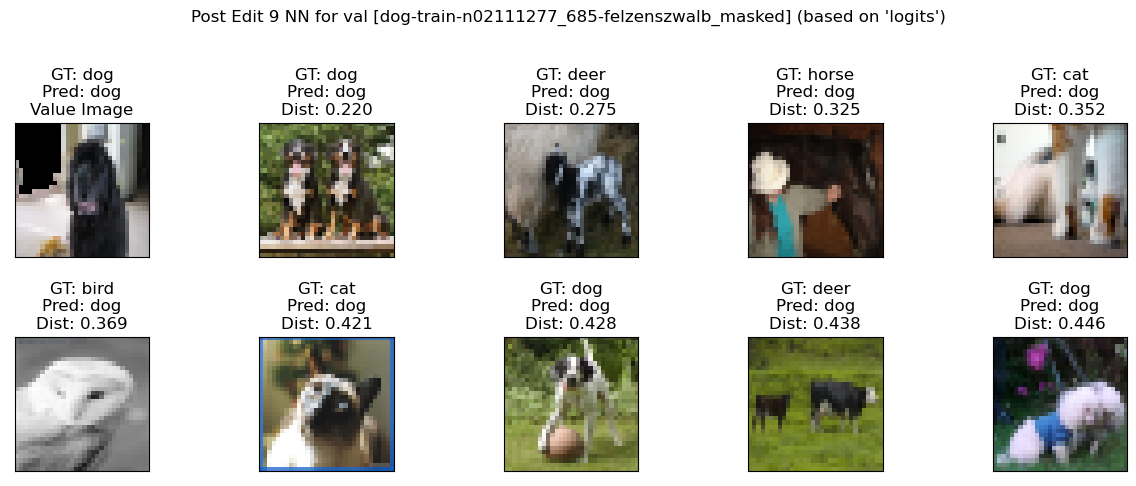 Post Edit 9 NN for val [dog-train-n02111277_685-felzenszwalb_masked] (based on 'logits')
GT: dog
Pred: dog
Value Image
GT: dog
Pred: dog
Dist: 0.220
GT: deer
Pred: dog
Dist: 0.275
GT: horse
Pred: dog
Dist: 0.325
GT: cat
Pred: dog
Dist: 0.352
GT: bird
Pred: dog
Dist: 0.369
GT: cat
Pred: dog
Dist: 0.421
GT: dog
Pred: dog
Dist: 0.428
GT: deer
Pred: dog
Dist: 0.438
GT: dog
Pred: dog
Dist: 0.446